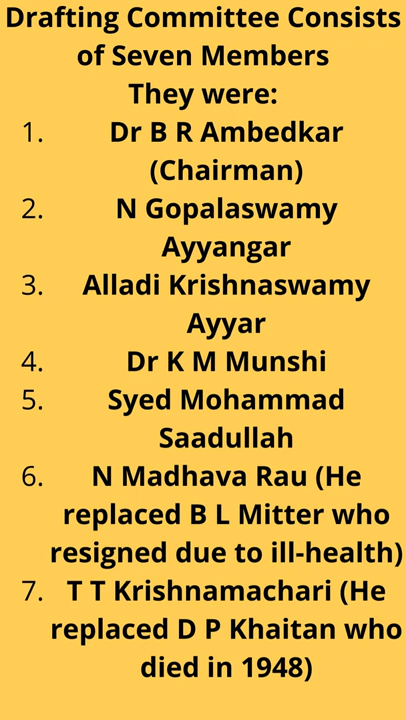 Drafting Committee Consists
of Seven Members
They were:
1. Dr B R Ambedkar
(Chairman)
2. N Gopalaswamy
Ayyangar
3. Alladi Krishnaswamy
Ayyar
4. Dr K M Munshi
5. Syed Mohammad
Saadullah
6. N Madhava Rau (He
replaced B L Mitter who
resigned due to ill-health)
7. T T Krishnamachari (He
replaced D P Khaitan who
died in 1948)